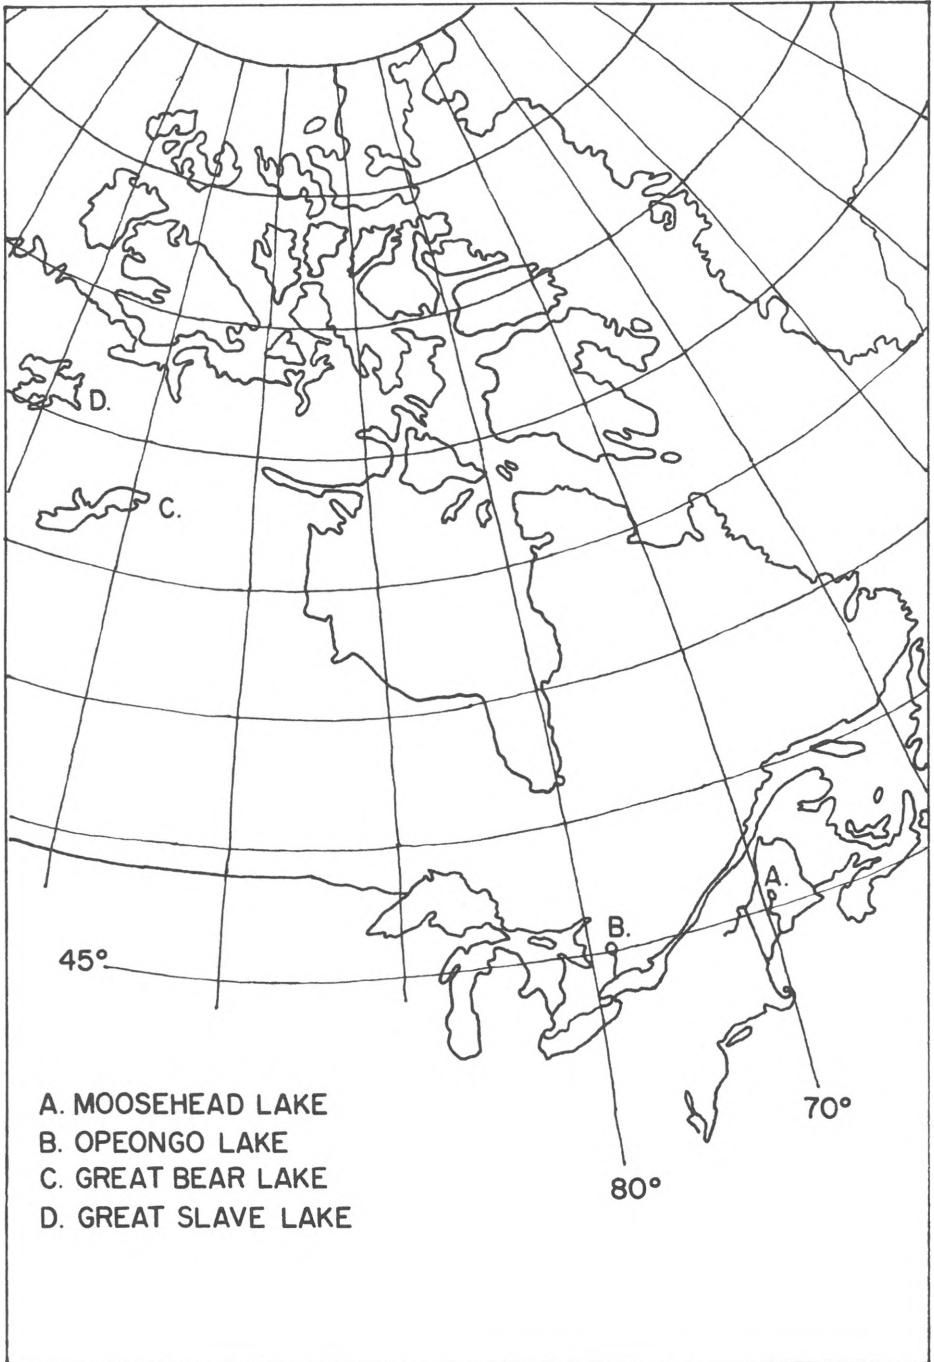 D.
C.
A.
B.
45°
70°
80°
A. MOOSEHEAD LAKE
B. OPEONGO LAKE
C. GREAT BEAR LAKE
D. GREAT SLAVE LAKE